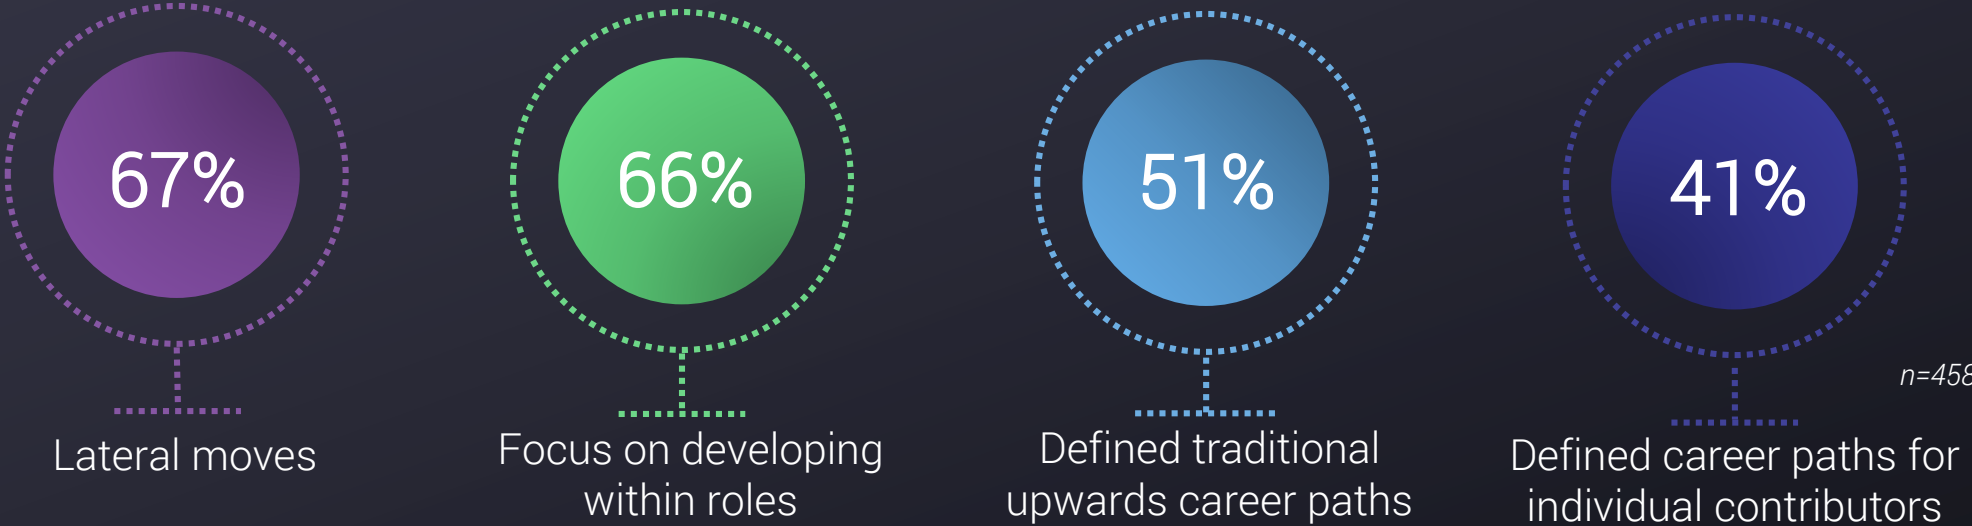 67%
66%
51%
41%
n=458
Lateral moves
Focus on developing
within roles
Defined traditional
upwards career paths
Defined career paths for
individual contributors